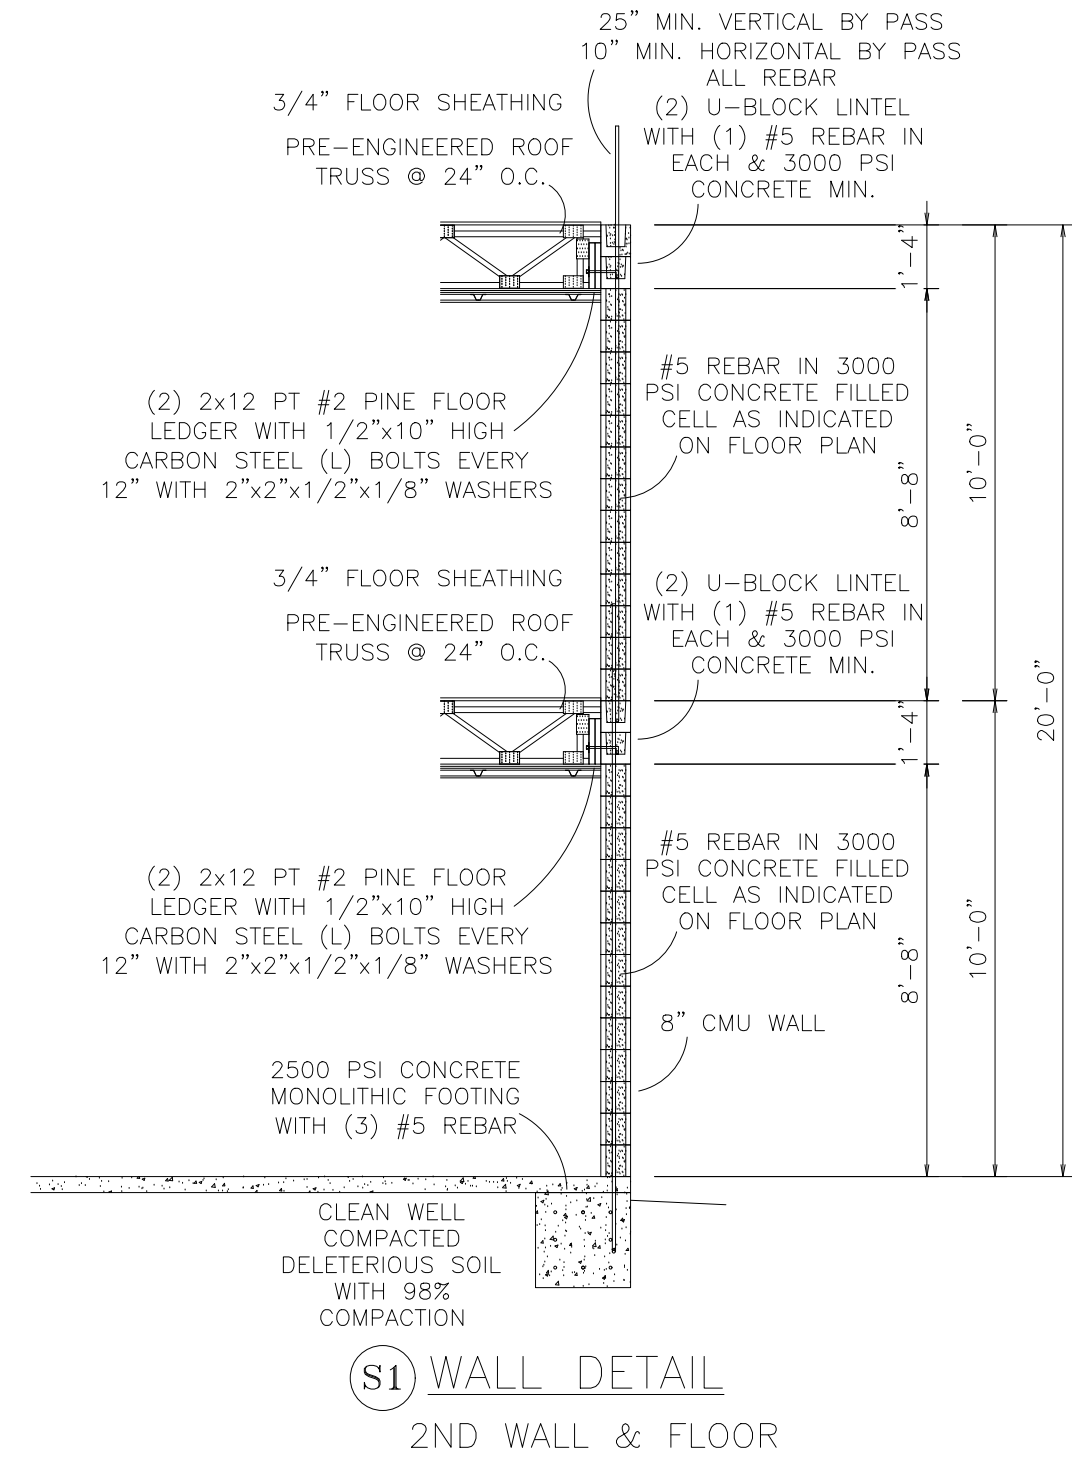 25” MIN. VERTICAL BY PASS
10” MIN. HORIZONTAL BY PASS
ALL REBAR
3/4” FLOOR SHEATHING
PRE-ENGINEERED ROOF
TRUSS @ 24” O.C.
(2) U-BLOCK LINTEL
WITH (1) #5 REBAR IN
EACH & 3000 PSI
CONCRETE MIN.
1'-4”
(2) 2x12 PT #2 PINE FLOOR
LEDGER WITH 1/2”x10” HIGH
CARBON STEEL (L) BOLTS EVERY
12” WITH 2”x2”x1/2”x1/8” WASHERS
#5 REBAR IN 3000
PSI CONCRETE FILLED
CELL AS INDICATED
ON FLOOR PLAN
8'-8”
10'-0”
3/4” FLOOR SHEATHING
PRE-ENGINEERED ROOF
TRUSS @ 24” O.C.
(2) U-BLOCK LINTEL
WITH (1) #5 REBAR IN
EACH & 3000 PSI
CONCRETE MIN.
1'-4”
20'-0”
(2) 2x12 PT #2 PINE FLOOR
LEDGER WITH 1/2”x10” HIGH
CARBON STEEL (L) BOLTS EVERY
12” WITH 2”x2”x1/2”x1/8” WASHERS
#5 REBAR IN 3000
PSI CONCRETE FILLED
CELL AS INDICATED
ON FLOOR PLAN
8'-8”
10'-0”
8” CMU WALL
2500 PSI CONCRETE
MONOLITHIC FOOTING
WITH (3) #5 REBAR
CLEAN WELL
COMPACTED
DELETERIOUS SOIL
WITH 98%
COMPACTION
S1 WALL DETAIL
2ND WALL & FLOOR